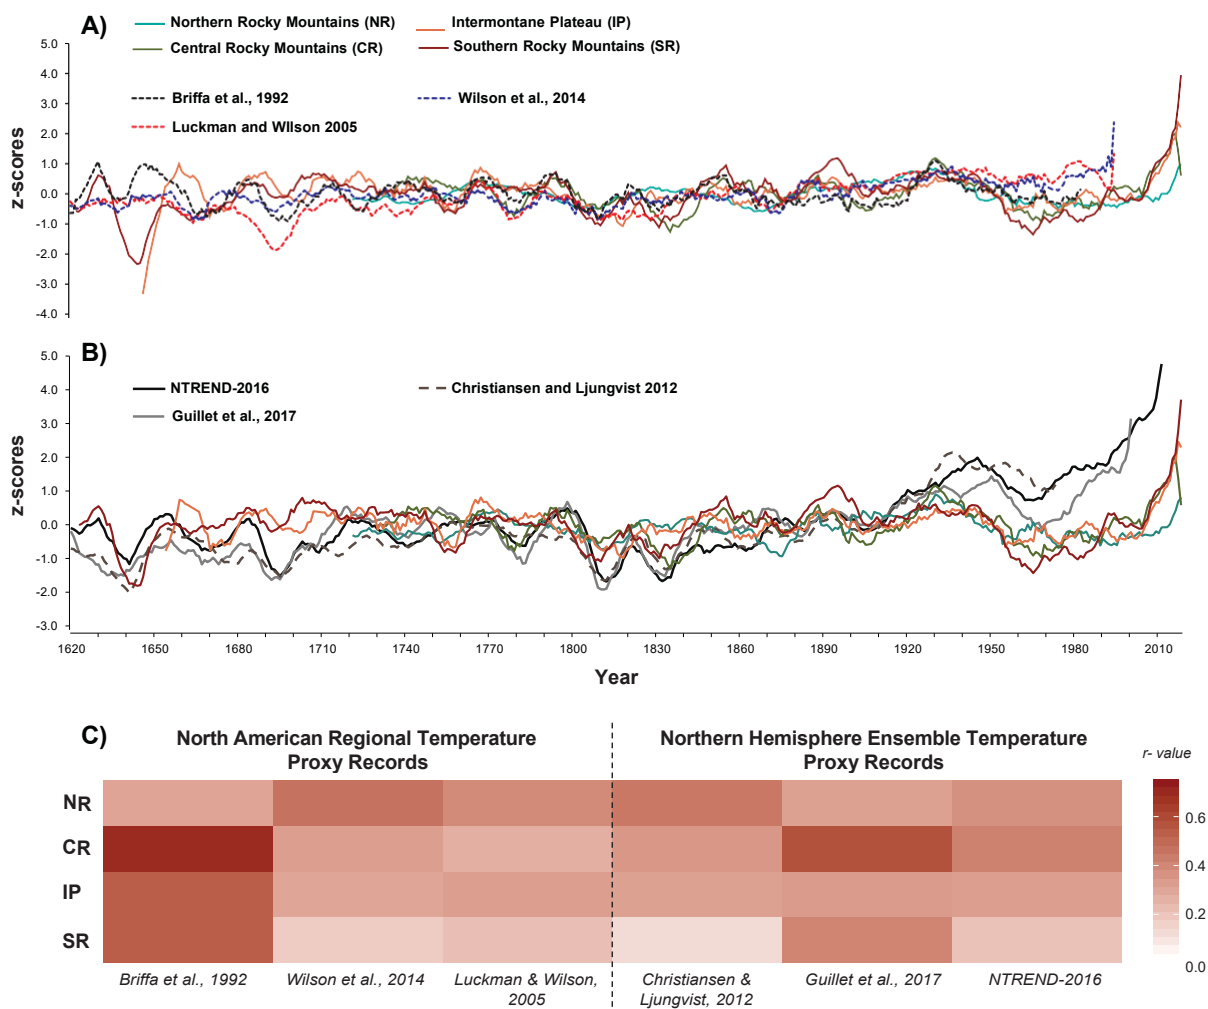 A)
Northern Rocky Mountains (NR)
Intermontane Plateau (IP)
Central Rocky Mountains (CR)
Southern Rocky Mountains (SR)
Briffa et al., 1992
Wilson et al., 2014
Luckman and WIlson 2005
z-scores
5.0
4.0
3.0
2.0
1.0
0.0
-1.0
-2.0
-3.0
-4.0
B)
NTREND-2016
Christiansen and Ljungvist 2012
Guillet et al., 2017
z-scores
5.0
4.0
3.0
2.0
1.0
0.0
-1.0
-2.0
-3.0
1620 1650 1680 1710 1740 1770 1800 1830 1860 1890 1920 1950 1980 2010
Year
C)
North American Regional Temperature
Proxy Records
Northern Hemisphere Ensemble Temperature
Proxy Records
r- value
NR
CR
IP
SR
0.6
0.4
0.2
0.0
Briffa et al., 1992
Wilson et al., 2014
Luckman & Wilson,
2005
Christiansen &
Ljungvist, 2012
Guillet et al., 2017
NTREND-2016